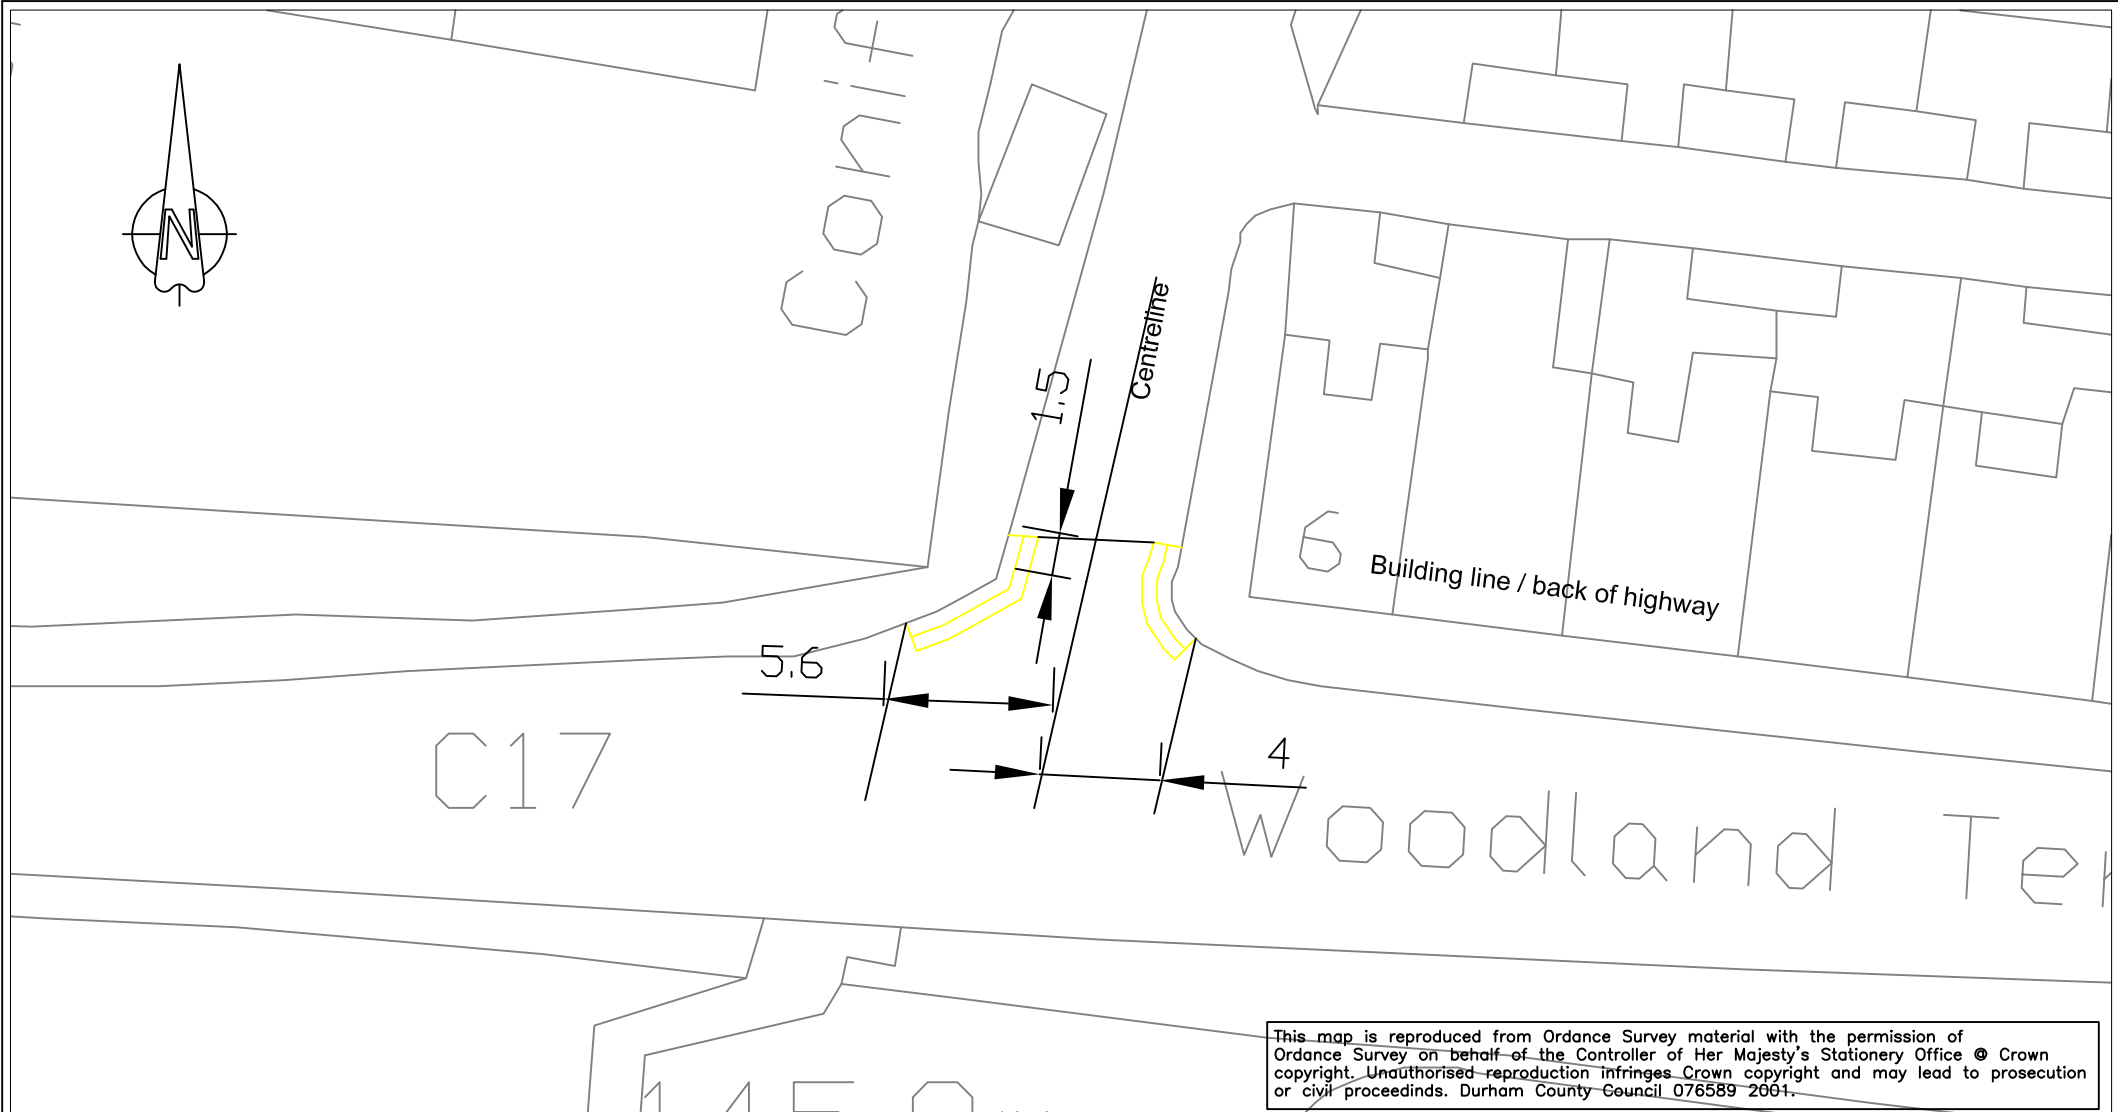 N
Centreline
1.5
6
Building line / back of highway
5.6
C17
4
Woodland
This map is reproduced from Ordance Survey material with the permission of
Ordance Survey on behalf of the Controller of Her Majesty's Stationery Office @ Crown
copyright. Unauthorised reproduction infringes Crown copyright and may lead to prosecution
or civil proceedinds. Durham County Council 076589 2001.